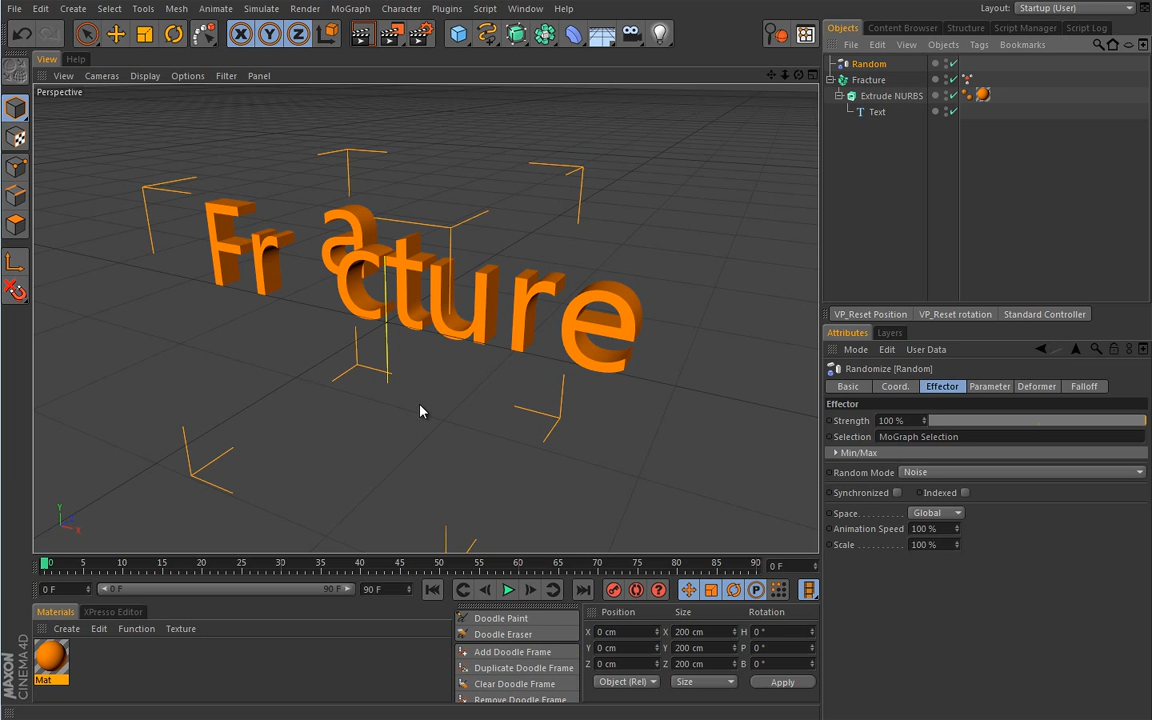 File Edit Create Select Tools Mesh Animate Simulate Render MoGraph Character Plugins Script Window Help Layout: Startup (User)
Objects Content Browser Structure Script Manager Script Log
File Edit View Objects Tags Bookmarks
View Help
View Cameras Display Options Filter Panel
Perspective
Random
Fracture
Extrude NURBS
Text
Fracture
VP_Reset Position VP_Reset rotation Standard Controller
Attributes Layers
Mode Edit User Data
Randomize [Random]
Basic Coord. Effector Parameter Deformer Falloff
Effector
Strength 100 %
Selection MoGraph Selection
Min/Max
Random Mode Noise
Synchronized Indexed
Space. . . . . . . . . . Global
Animation Speed 100 %
Scale . . . . . . . . . . 100 %
X Y Z
Y X
0 5 10 15 20 25 30 35 40 45 50 55 60 65 70 75 80 85 90 0 F
0 F 0 F 90 F 90 F
Materials XPresso Editor
Create Edit Function Texture
Mat
Doodle Paint
Doodle Eraser
Add Doodle Frame
Duplicate Doodle Frame
Clear Doodle Frame
Remove Doodle Frame
Position Size Rotation
X 0 cm X 200 cm H 0 °
Y 0 cm Y 200 cm P 0 °
Z 0 cm Z 200 cm B 0 °
Object (Rel) Size Apply
MAXON
CINEMA 4D